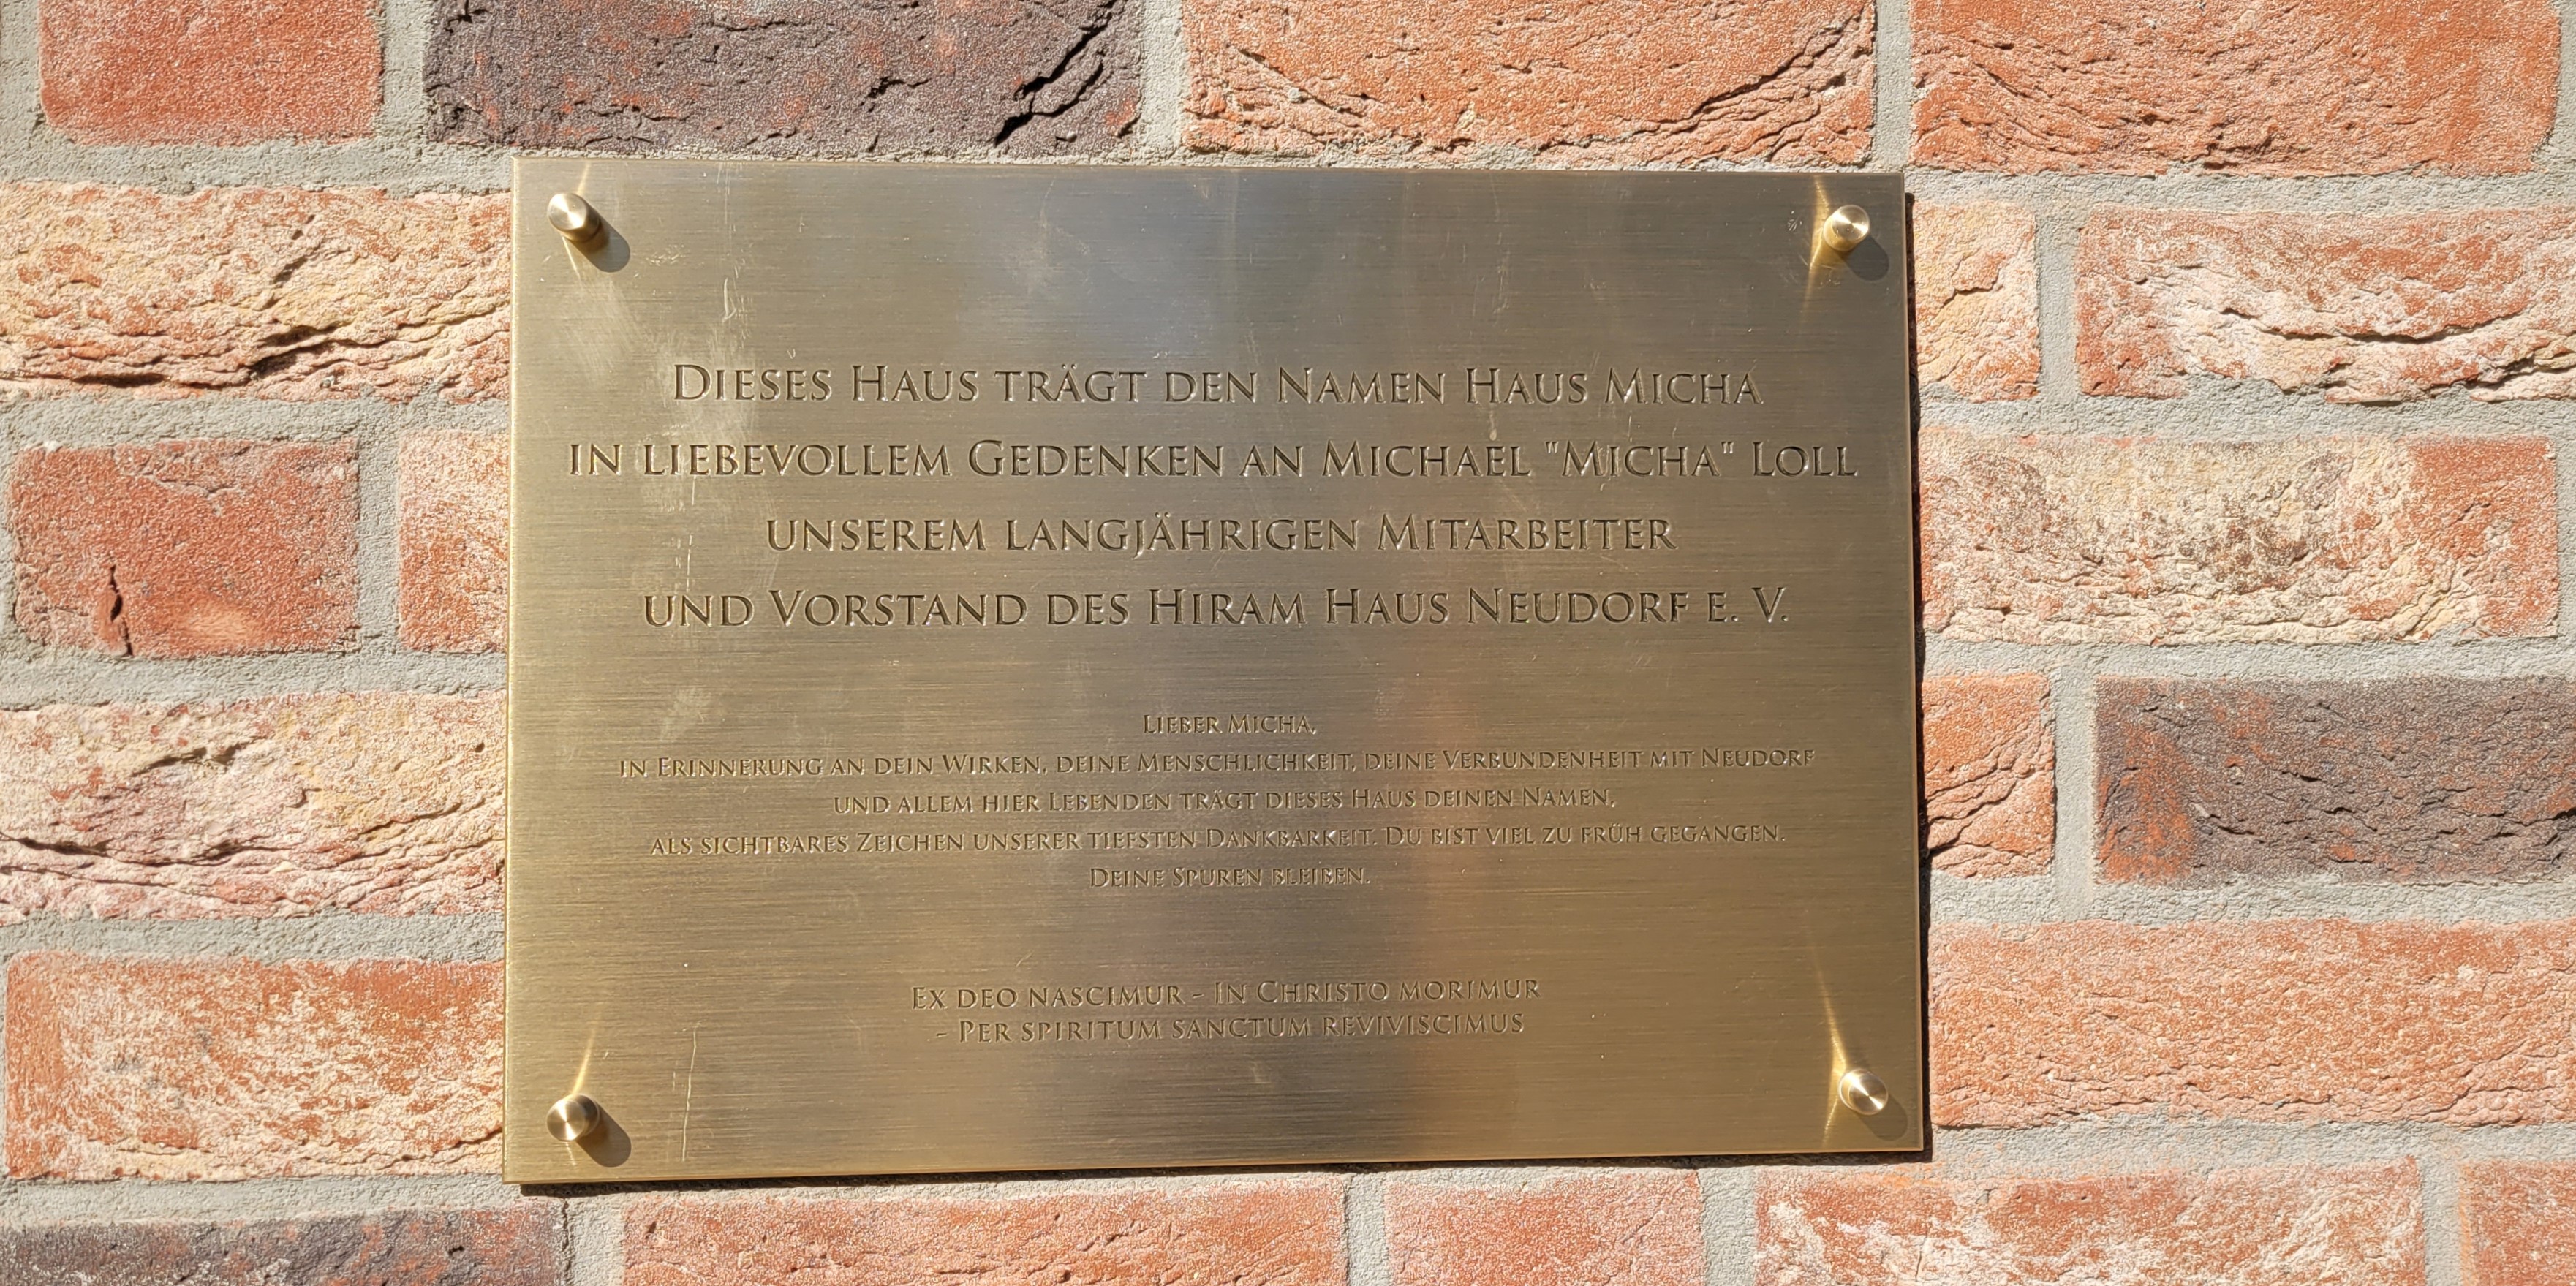 Dieses Haus trägt den Namen Haus Micha
in liebevollem Gedenken an Michael "Micha" Loll
unserem langjährigen Mitarbeiter
und Vorstand des Hiram Haus Neudorf e. V.
Lieber Micha,
in Erinnerung an dein Wirken, deine Menschlichkeit, deine Verbundenheit mit Neudorf
und allem hier Lebenden trägt dieses Haus deinen Namen,
als sichtbares Zeichen unserer tiefsten Dankbarkeit. Du bist viel zu früh gegangen.
Deine Spuren bleiben.
Ex deo nascimur - In Christo morimur
- Per spiritum sanctum reviviscimus